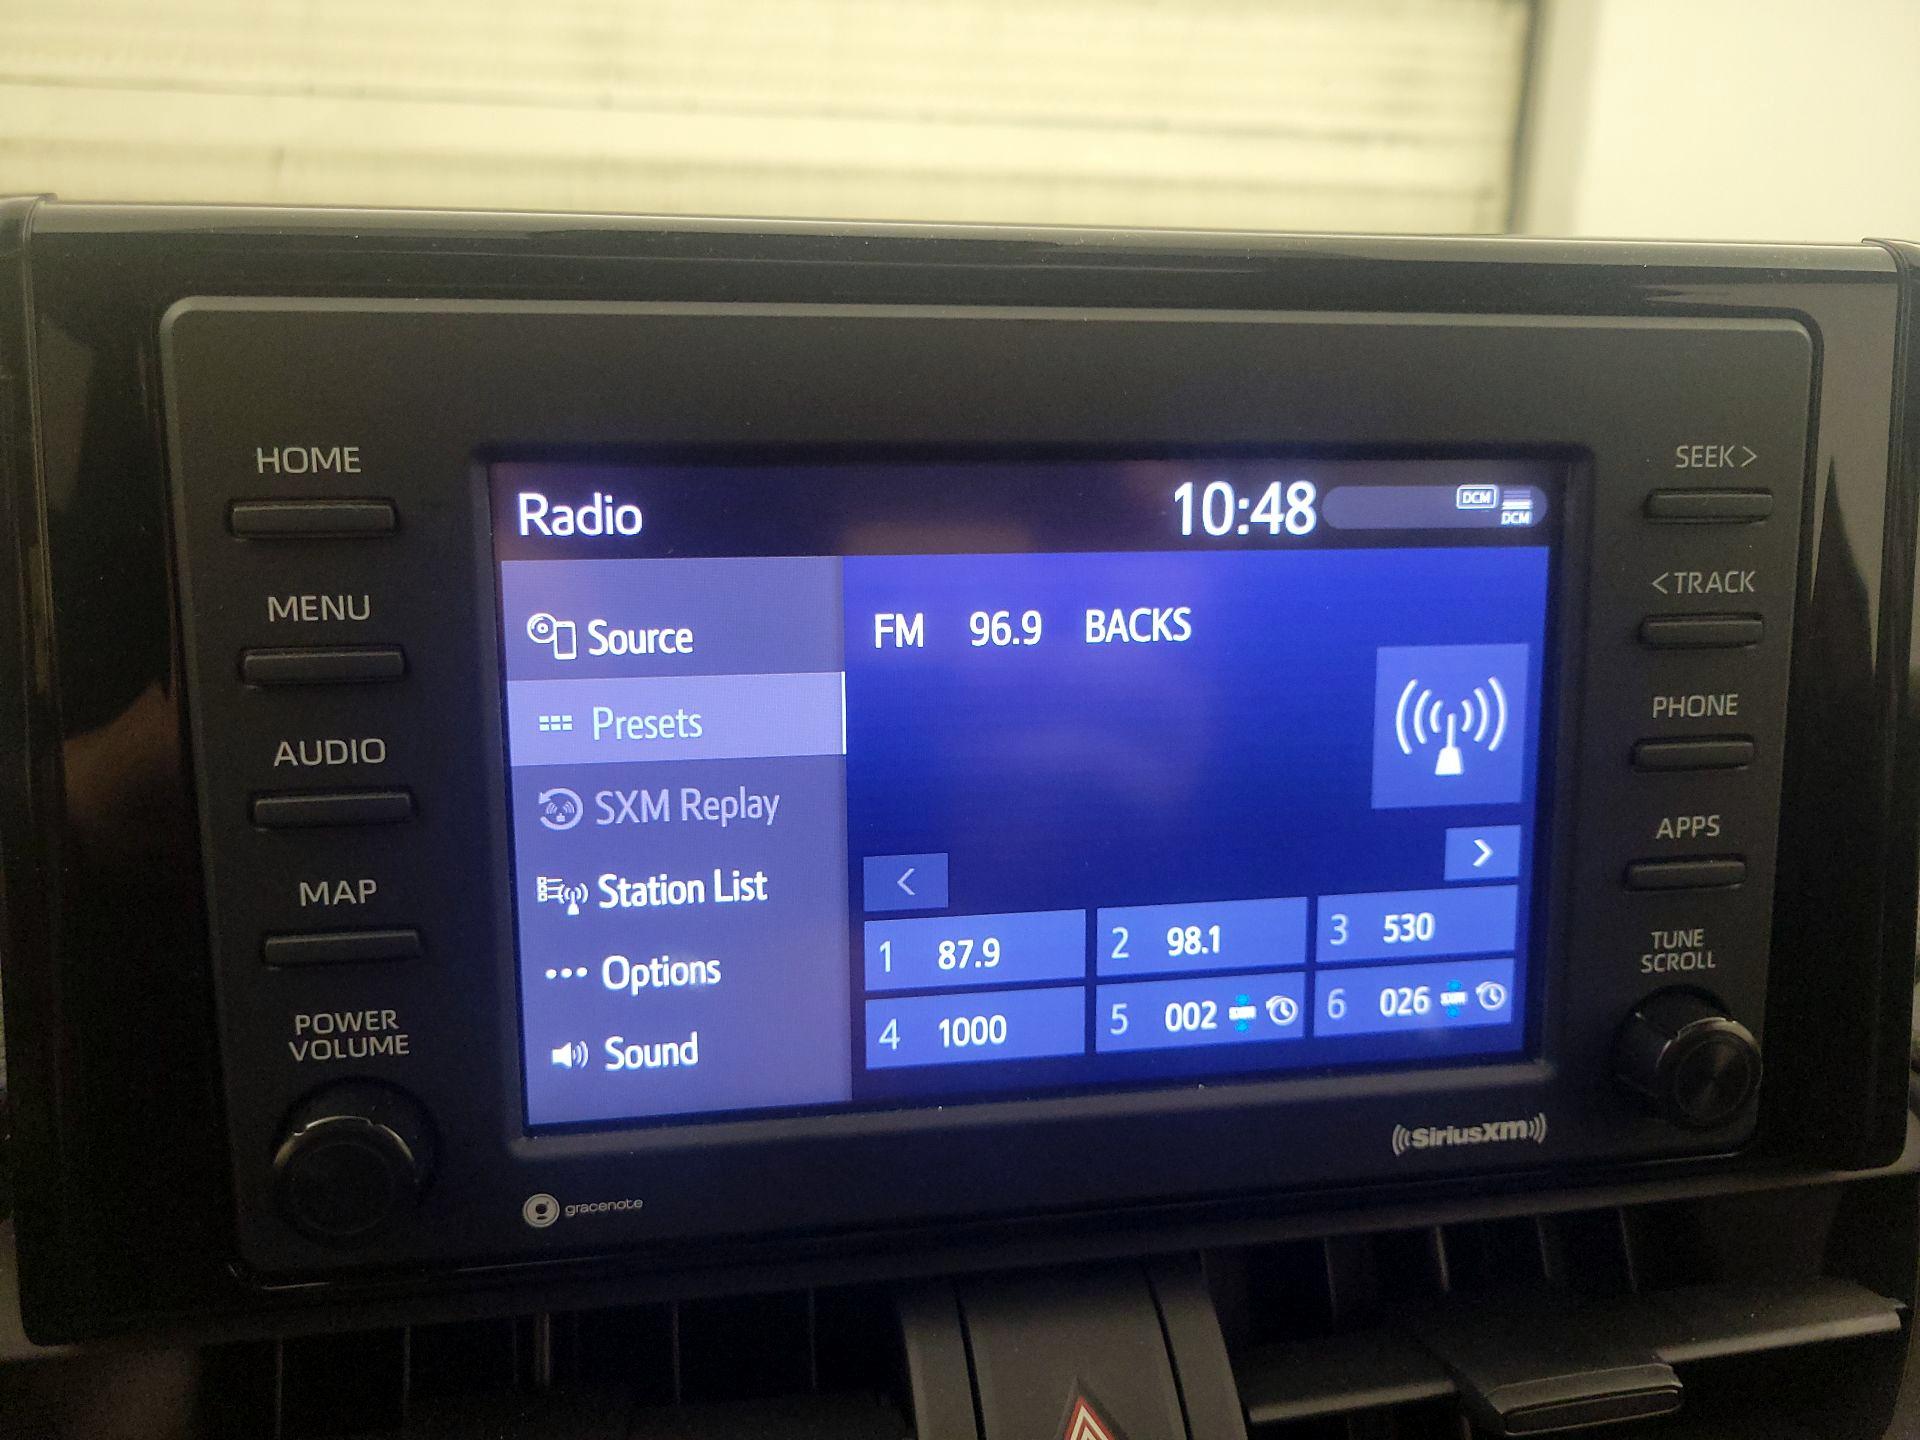 HOME
MENU
AUDIO
MAP
POWER
VOLUME
Radio
10:48
DCM
DCM
Source
Presets
SXM Replay
Station List
Options
Sound
FM 96.9 BACKS
<
>
1 87.9
2 98.1
3 530
4 1000
5 002 SXM
6 026 SXM
SEEK >
< TRACK
PHONE
APPS
TUNE
SCROLL
gracenote
SiriusXM